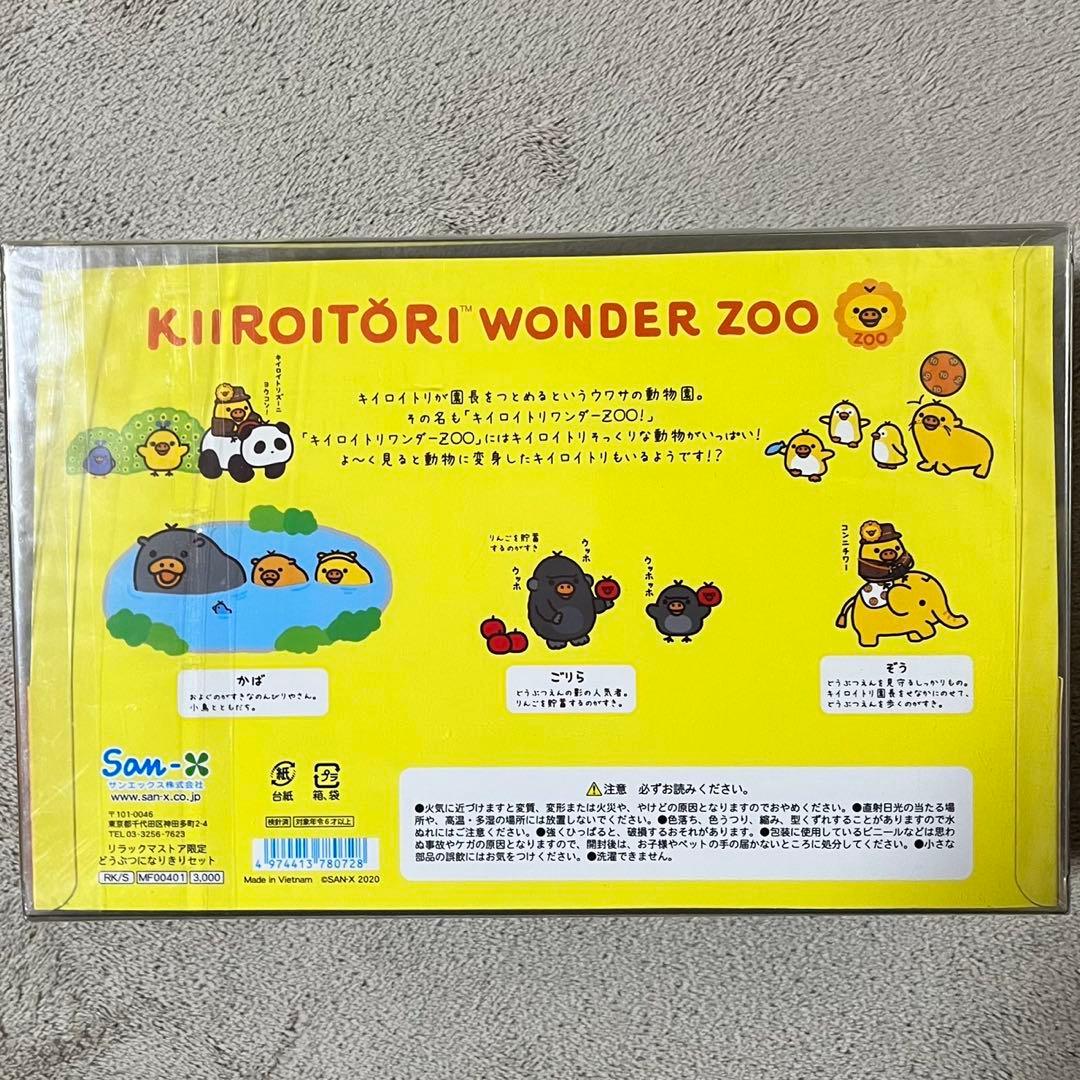 KIIROITORI™ WONDER ZOO
ZOO
キイロイトリズーニ
ヨウコソー
キイロイトリが園長をつとめるというウワサの動物園。
その名も「キイロイトリワンダーZOO!」
「キイロイトリワンダーZOO」にはキイロイトリそっくりな動物がいっぱい!
よ〜く見ると動物に変身したキイロイトリもいるようです!?
りんごを貯蓄
するのがすき
ウッホ
ウッホ
ウッホッホ
コンニチワー
かば
およぐのがすきなのんびりやさん。
小鳥とともだち。
ごりら
どうぶつえんの影の人気者。
りんごを貯蓄するのがすき。
ぞう
どうぶつえんを見守るしっかりもの。
キイロイトリ園長をせなかにのせて、
どうぶつえんを歩くのがすき。
San-X
サンエックス株式会社
www.san-x.co.jp
〒101-0046
東京都千代田区神田多町2-4
TEL 03-3256-7623
リラックマストア限定
どうぶつになりきりセット
RK/S MF00401 3,000
紙
台紙
プラ
箱、袋
検針済 対象年令6才以上
4 974413 780728
Made in Vietnam ©SAN-X 2020
⚠注意 必ずお読みください。
●火気に近づけますと変質、変形または火災や、やけどの原因となりますのでおやめください。●直射日光の当たる場
所や、高温・多湿の場所には放置しないでください。●色落ち、色うつり、縮み、型くずれすることがありますので水
ぬれにはご注意ください。●強くひっぱると、破損するおそれがあります。●包装に使用しているビニールなどは思わ
ぬ事故やケガの原因となりますので、開封後は、お子様やペットの手の届かないところに処分してください。●小さな
部品の誤飲にはお気をつけください。●洗濯できません。